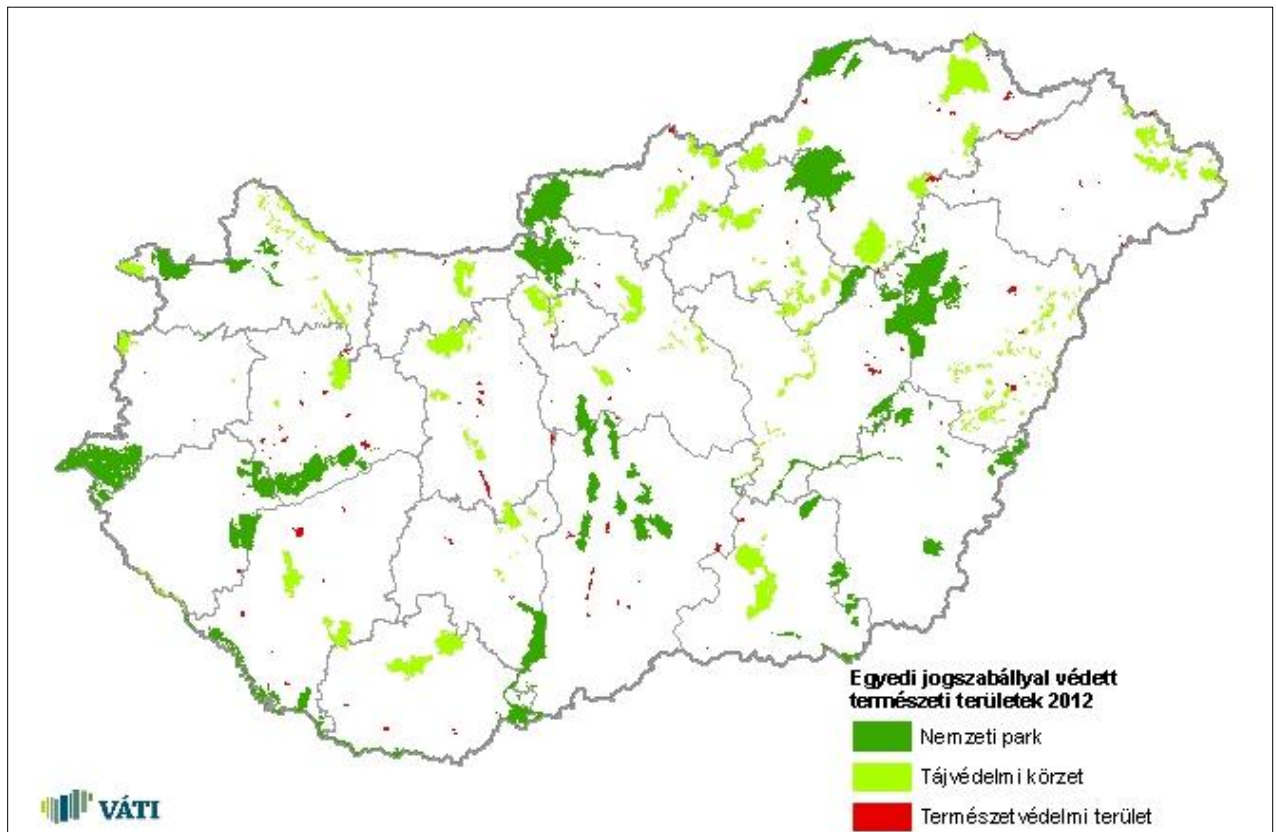 Egyedi jogszabállyal védett
természeti területek 2012
Nemzeti park
Tájvédelmi körzet
Természetvédelmi terület
VÁTI